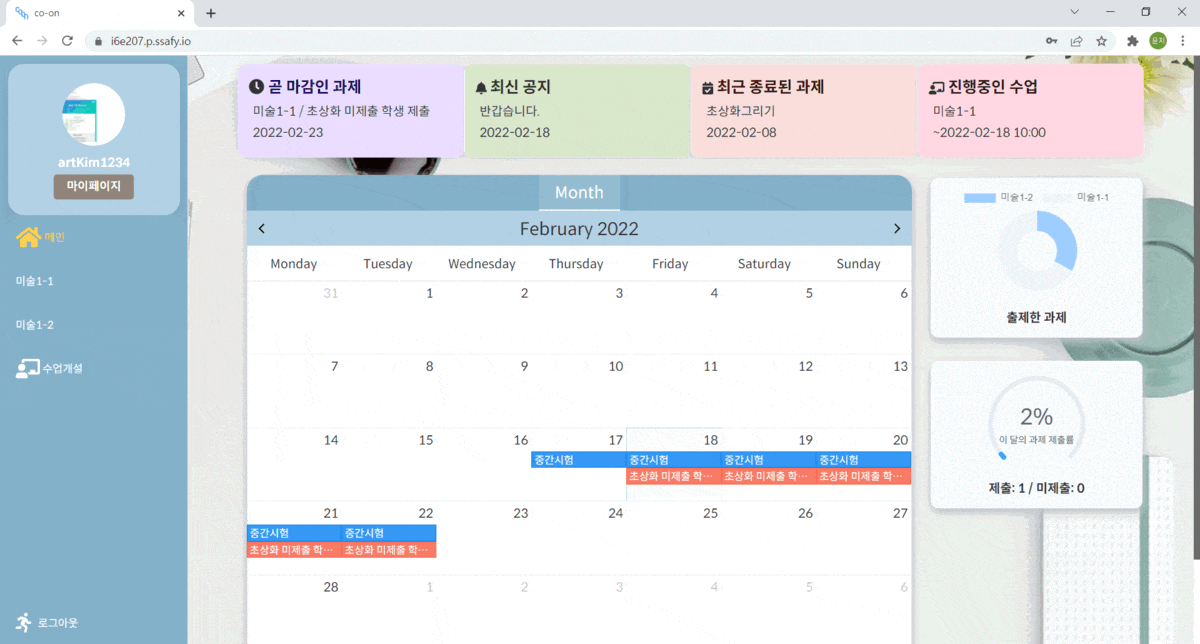 co-on
i6e207.p.ssafy.io
윤지
artKim1234
마이페이지
메인
미술1-1
미술1-2
수업개설
로그아웃
곧 마감인 과제
미술1-1 / 초상화 미제출 학생 제출
2022-02-23
최신 공지
반갑습니다.
2022-02-18
최근 종료된 과제
초상화그리기
2022-02-08
진행중인 수업
미술1-1
~2022-02-18 10:00
Month
February 2022
Monday Tuesday Wednesday Thursday Friday Saturday Sunday
31 1 2 3 4 5 6
7 8 9 10 11 12 13
14 15 16 17 18 19 20
중간시험 중간시험 중간시험 중간시험
초상화 미제출 학… 초상화 미제출 학… 초상화 미제출 학…
21 22 23 24 25 26 27
중간시험 중간시험
초상화 미제출 학… 초상화 미제출 학…
28 1 2 3 4 5 6
미술1-2 미술1-1
출제한 과제
2%
이 달의 과제 제출률
제출: 1 / 미제출: 0